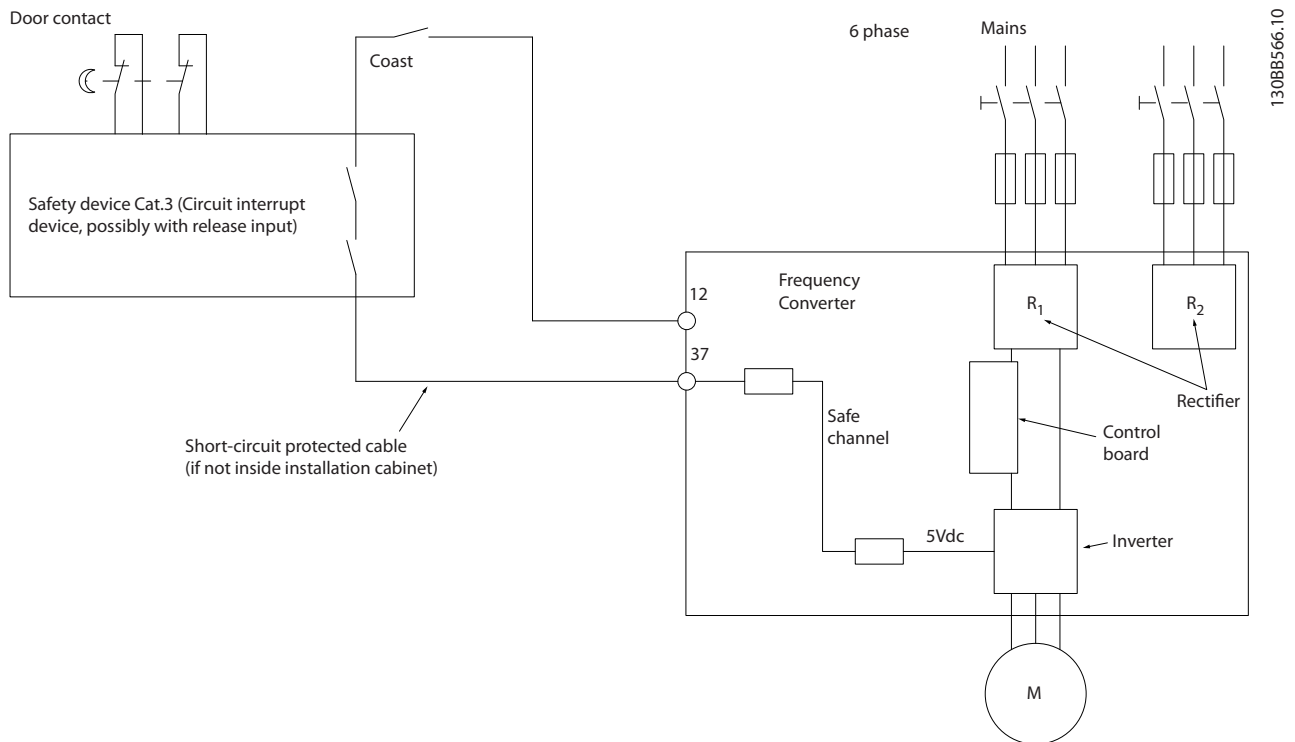 Door contact
Coast
6 phase
Mains
130BB566.10
Safety device Cat.3 (Circuit interrupt
device, possibly with release input)
12
37
Frequency
Converter
R1
R2
Rectifier
Safe
channel
Control
board
Short-circuit protected cable
(if not inside installation cabinet)
5Vdc
Inverter
M